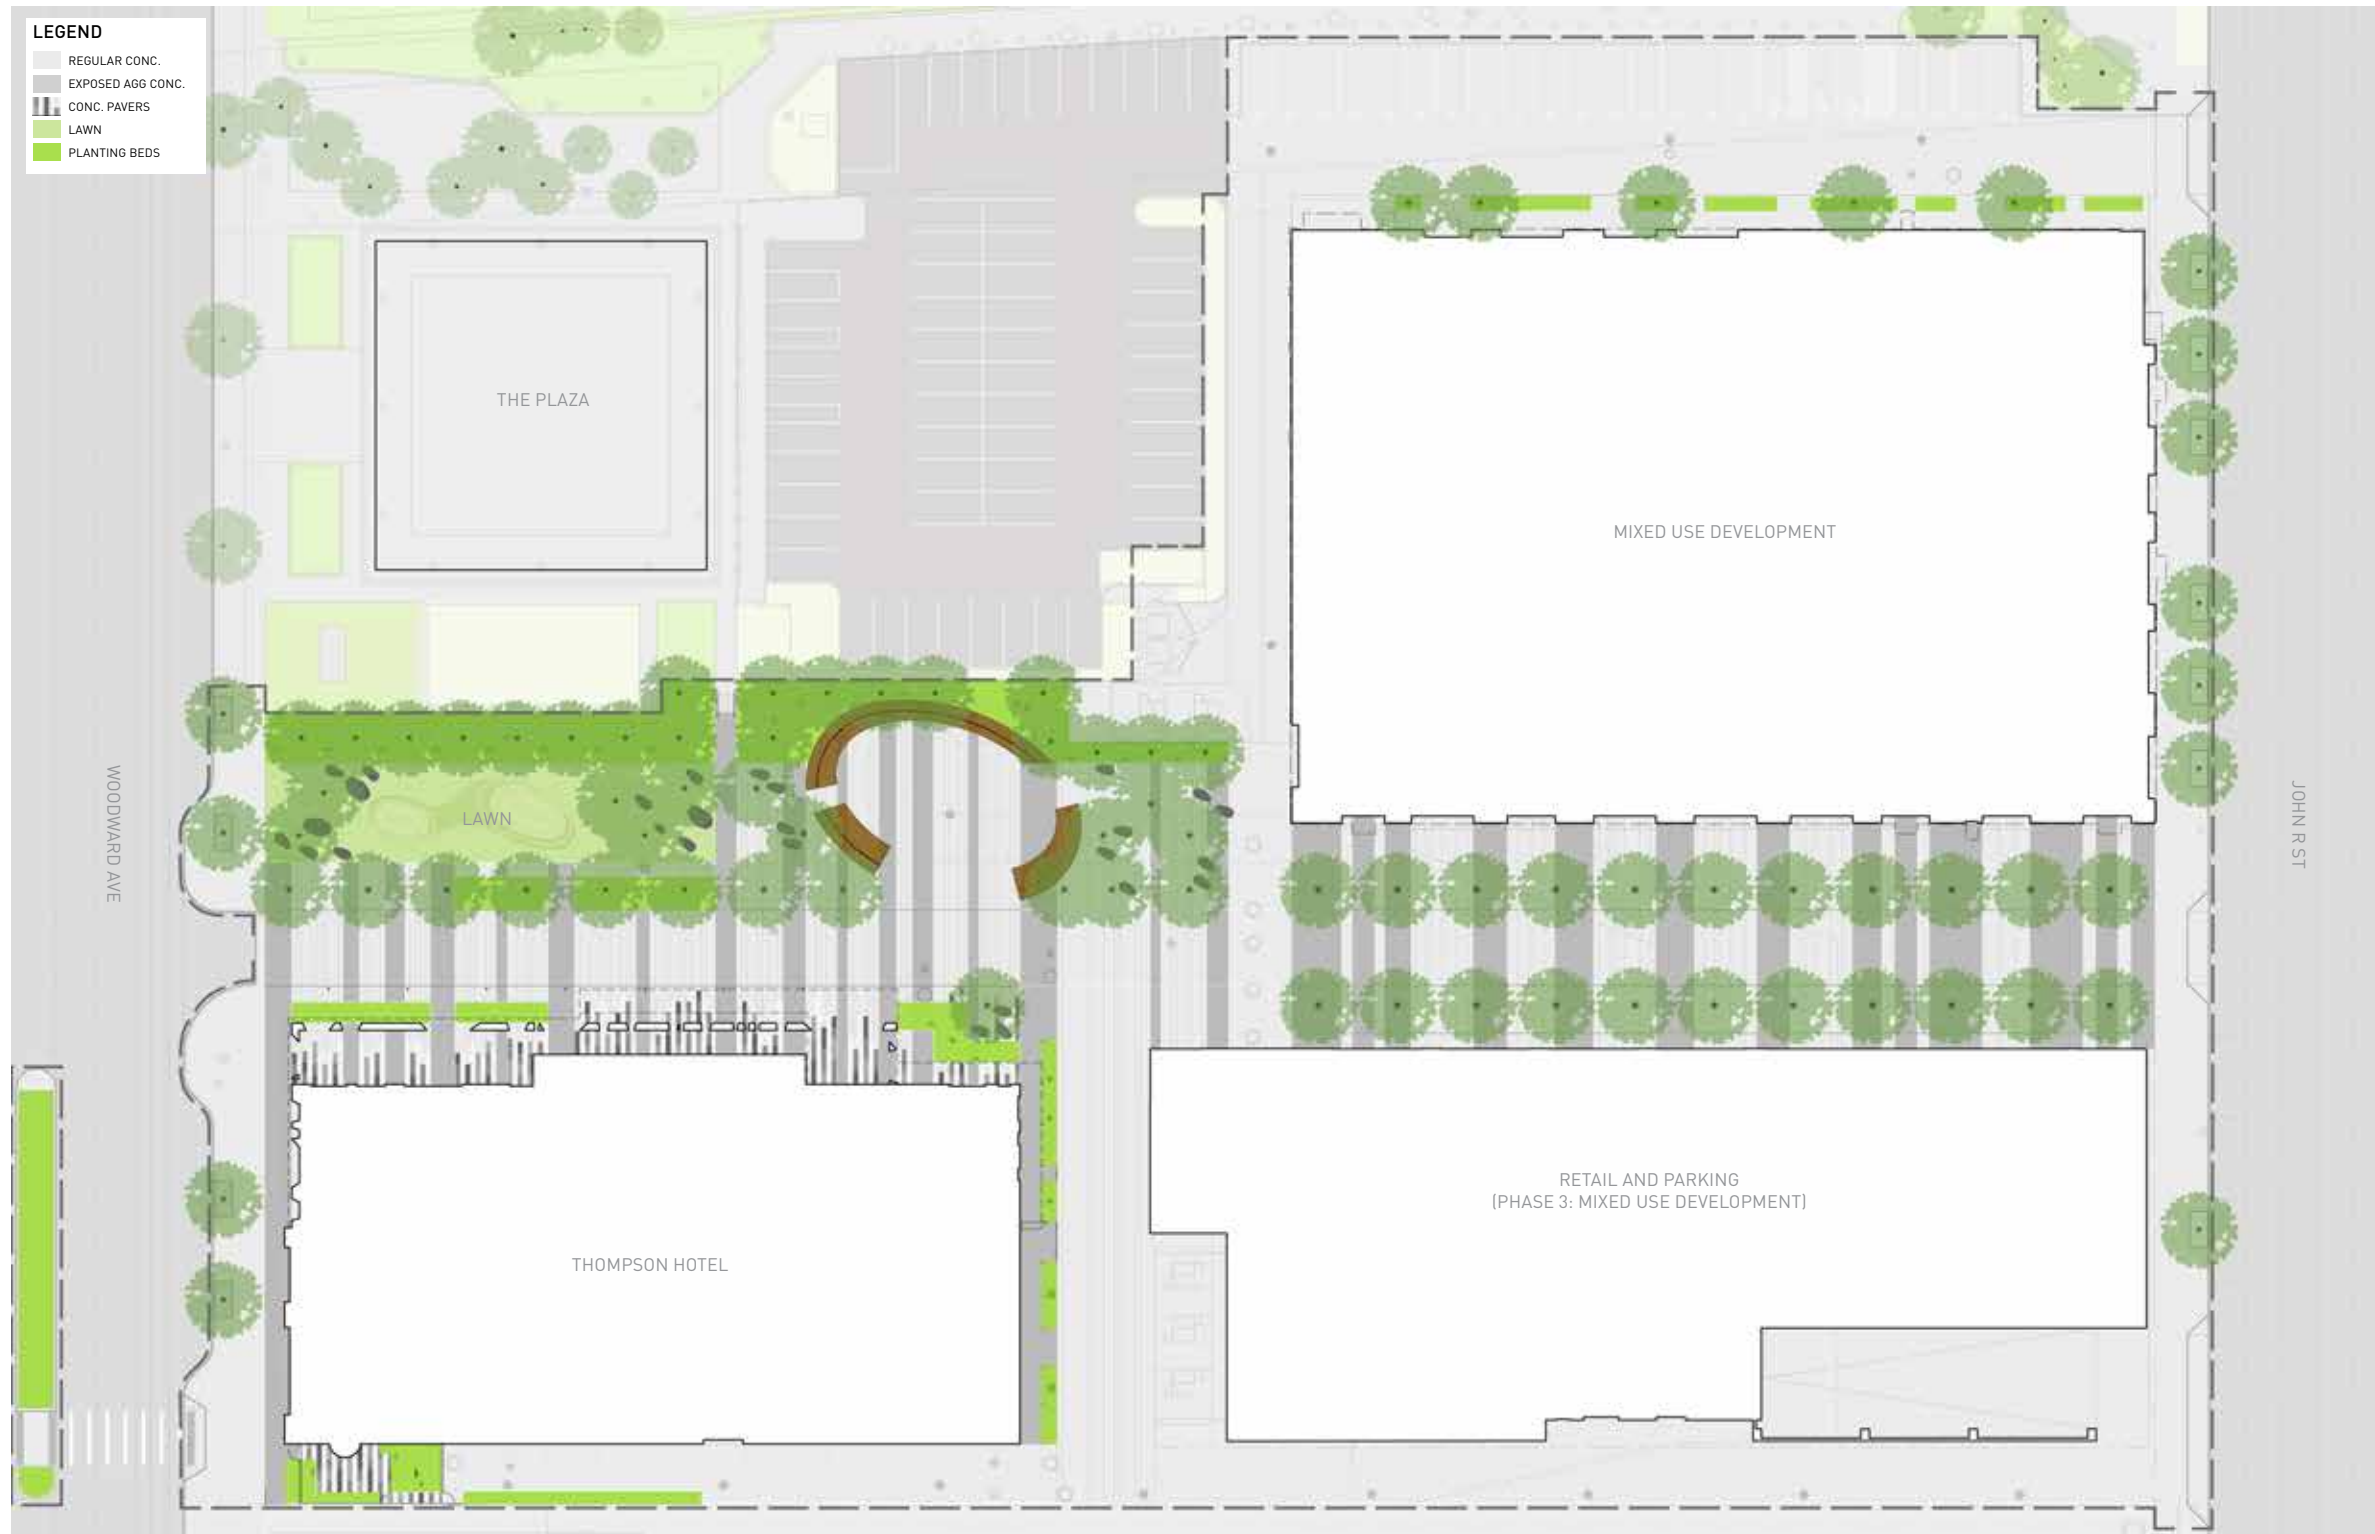 LEGEND
REGULAR CONC.
EXPOSED AGG CONC.
CONC. PAVERS
LAWN
PLANTING BEDS
THE PLAZA
MIXED USE DEVELOPMENT
WOODWARD AVE
LAWN
JOHN R ST
RETAIL AND PARKING
(PHASE 3: MIXED USE DEVELOPMENT)
THOMPSON HOTEL